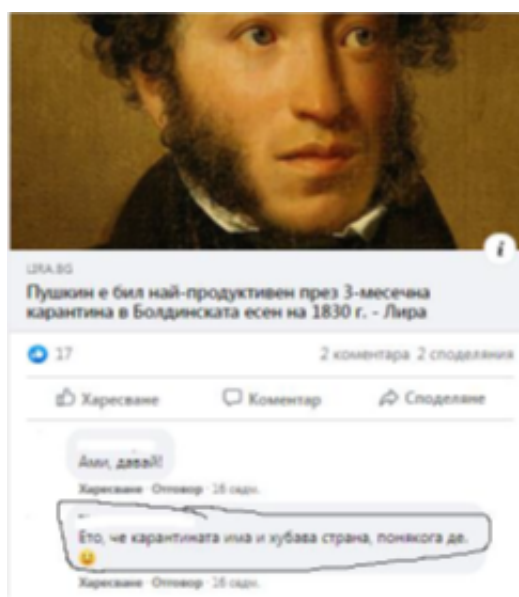 LIRA.BG
Пушкин е бил най-продуктивен през 3-месечна
карантина в Болдинската есен на 1830 г. - Лира
17
2 коментара 2 споделяния
Харесване Коментар Споделяне
Ами, давай!
Харесване · Отговор · 16 седм.
Ето, че карантината има и хубава страна, понякога де.
Харесване · Отговор · 16 седм.